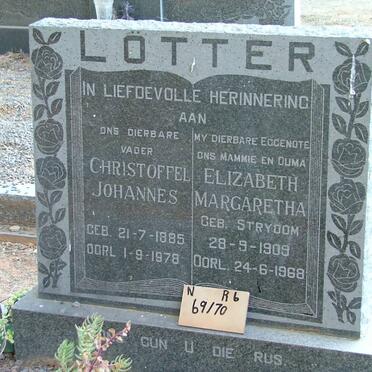 LÖTTER
IN LIEFDEVOLLE HERINNERING
AAN
ONS DIERBARE
VADER
CHRISTOFFEL
JOHANNES
GEB. 21-7-1885
OORL 1-9-1978
MY DIERBARE EGGENOTE
ONS MAMMIE EN OUMA
ELIZABETH
MARGARETHA
GEB. STRYDOM
28-9-1909
OORL. 24-6-1968
N R6
69/70
GUN U DIE RUS